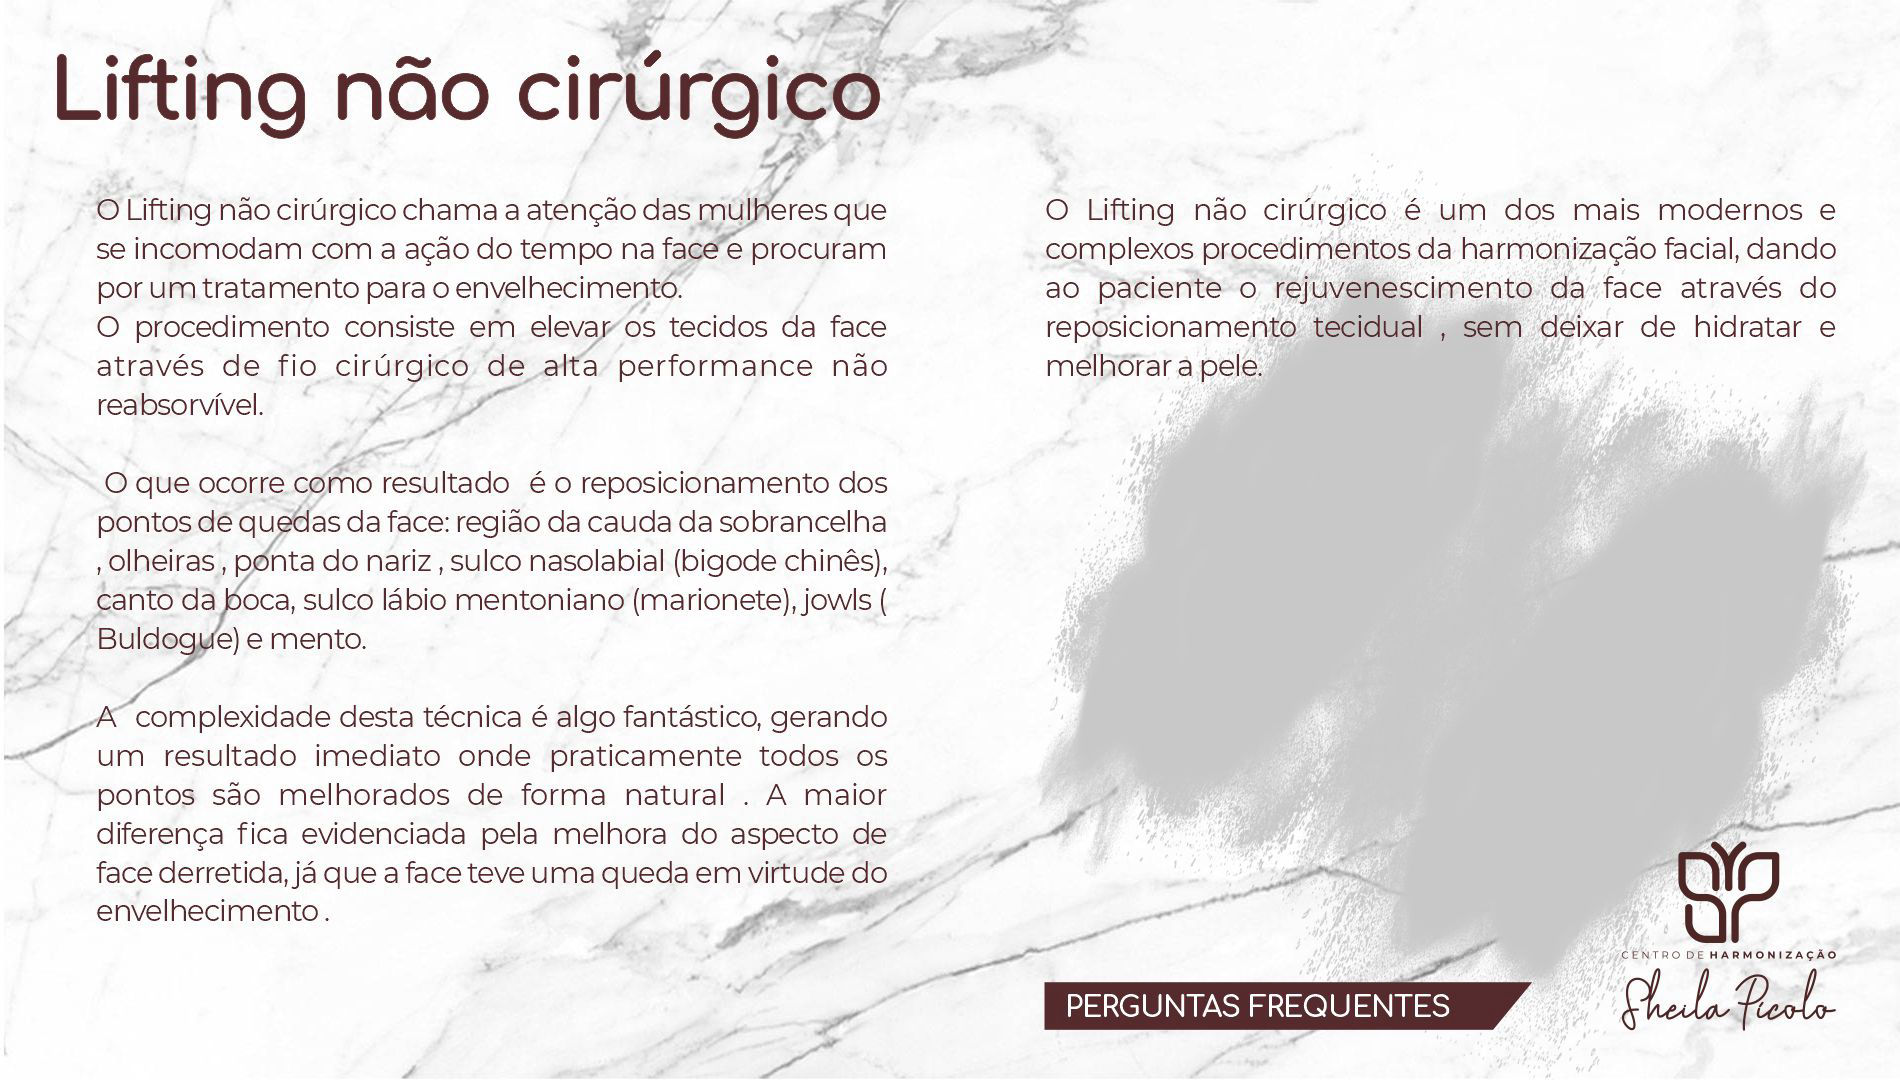 Lifting não cirúrgico
O Lifting não cirúrgico chama a atenção das mulheres que
se incomodam com a ação do tempo na face e procuram
por um tratamento para o envelhecimento.
O procedimento consiste em elevar os tecidos da face
através de fio cirúrgico de alta performance não
reabsorvível.
O que ocorre como resultado é o reposicionamento dos
pontos de quedas da face: região da cauda da sobrancelha
, olheiras , ponta do nariz , sulco nasolabial (bigode chinês),
canto da boca, sulco lábio mentoniano (marionete), jowls (
Buldogue) e mento.
A complexidade desta técnica é algo fantástico, gerando
um resultado imediato onde praticamente todos os
pontos são melhorados de forma natural . A maior
diferença fica evidenciada pela melhora do aspecto de
face derretida, já que a face teve uma queda em virtude do
envelhecimento .
O Lifting não cirúrgico é um dos mais modernos e
complexos procedimentos da harmonização facial, dando
ao paciente o rejuvenescimento da face através do
reposicionamento tecidual , sem deixar de hidratar e
melhorar a pele.
PERGUNTAS FREQUENTES
CENTRO DE HARMONIZAÇÃO
Sheila Picolo